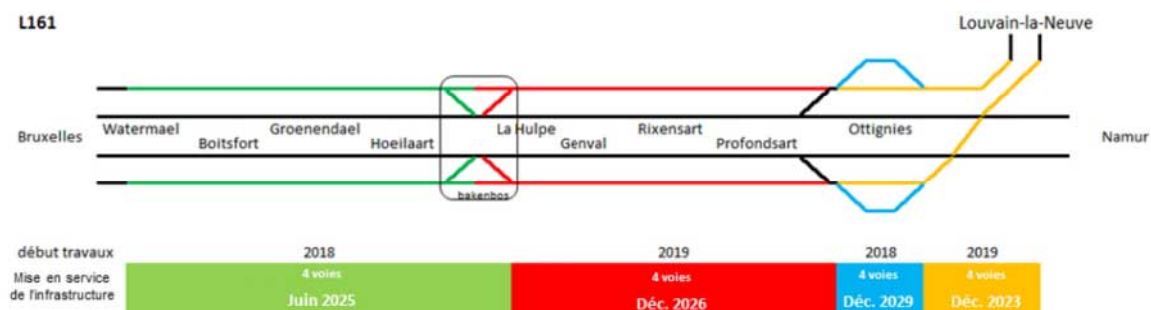 L161
Louvain-la-Neuve
Bruxelles
Watermael
Boitsfort
Groenendael
Hoeilaart
La Hulpe
Genval
Rixensart
Profondsart
Ottignies
Namur
bakenbos
début travaux
2018
2019
2018
2019
Mise en service
de l'infrastructure
4 voies
Juin 2025
4 voies
Déc. 2026
4 voies
Déc. 2029
4 voies
Déc. 2023